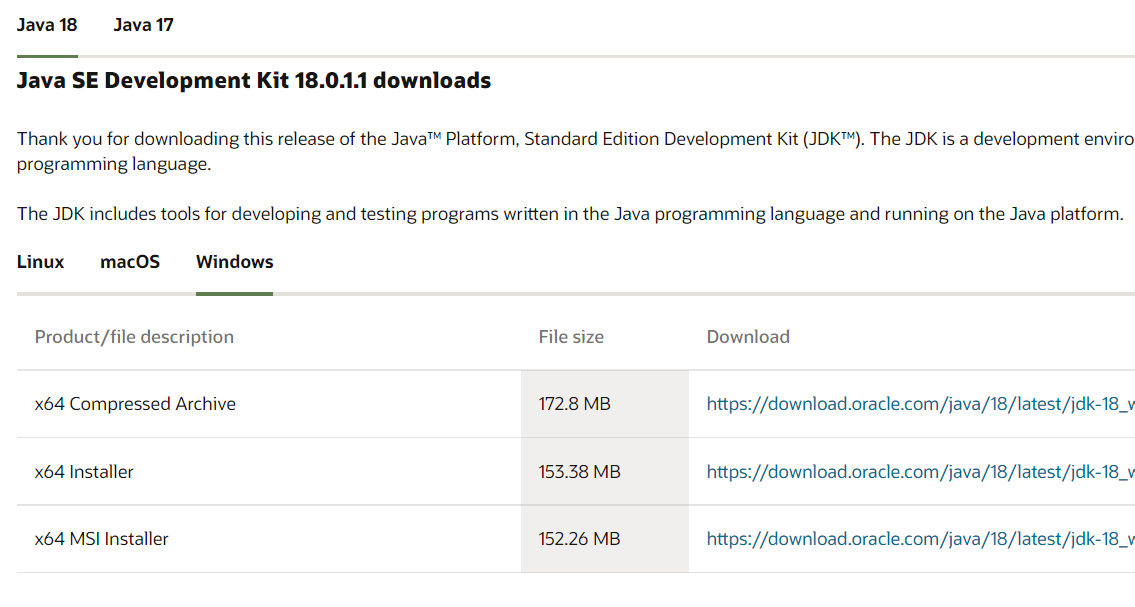 Java 18 Java 17
Java SE Development Kit 18.0.1.1 downloads
Thank you for downloading this release of the Java™ Platform, Standard Edition Development Kit (JDK™). The JDK is a development enviro
programming language.
The JDK includes tools for developing and testing programs written in the Java programming language and running on the Java platform.
Linux macOS Windows
Product/file description File size Download
x64 Compressed Archive 172.8 MB https://download.oracle.com/java/18/latest/jdk-18_w
x64 Installer 153.38 MB https://download.oracle.com/java/18/latest/jdk-18_w
x64 MSI Installer 152.26 MB https://download.oracle.com/java/18/latest/jdk-18_w